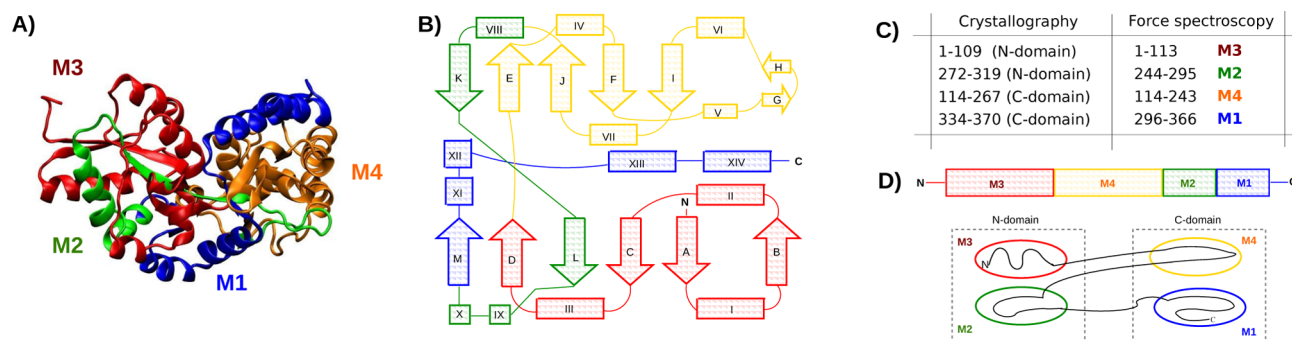 A)
M3
M4
M2
M1
B)
VIII
IV
VI
K
E
J
F
I
H
G
V
VII
XII
XIII
XIV
C
XI
N
II
M
D
L
C
A
B
X
IX
III
I
C)
Crystallography Force spectroscopy
1-109 (N-domain) 1-113 M3
272-319 (N-domain) 244-295 M2
114-267 (C-domain) 114-243 M4
334-370 (C-domain) 296-366 M1
D)
N M3 M4 M2 M1 C
N-domain C-domain
M3 M4
N
C
M2 M1